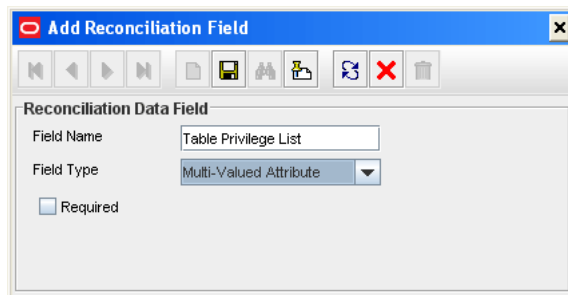 Add Reconciliation Field
Reconciliation Data Field
Field Name Table Privilege List
Field Type Multi-Valued Attribute
Required